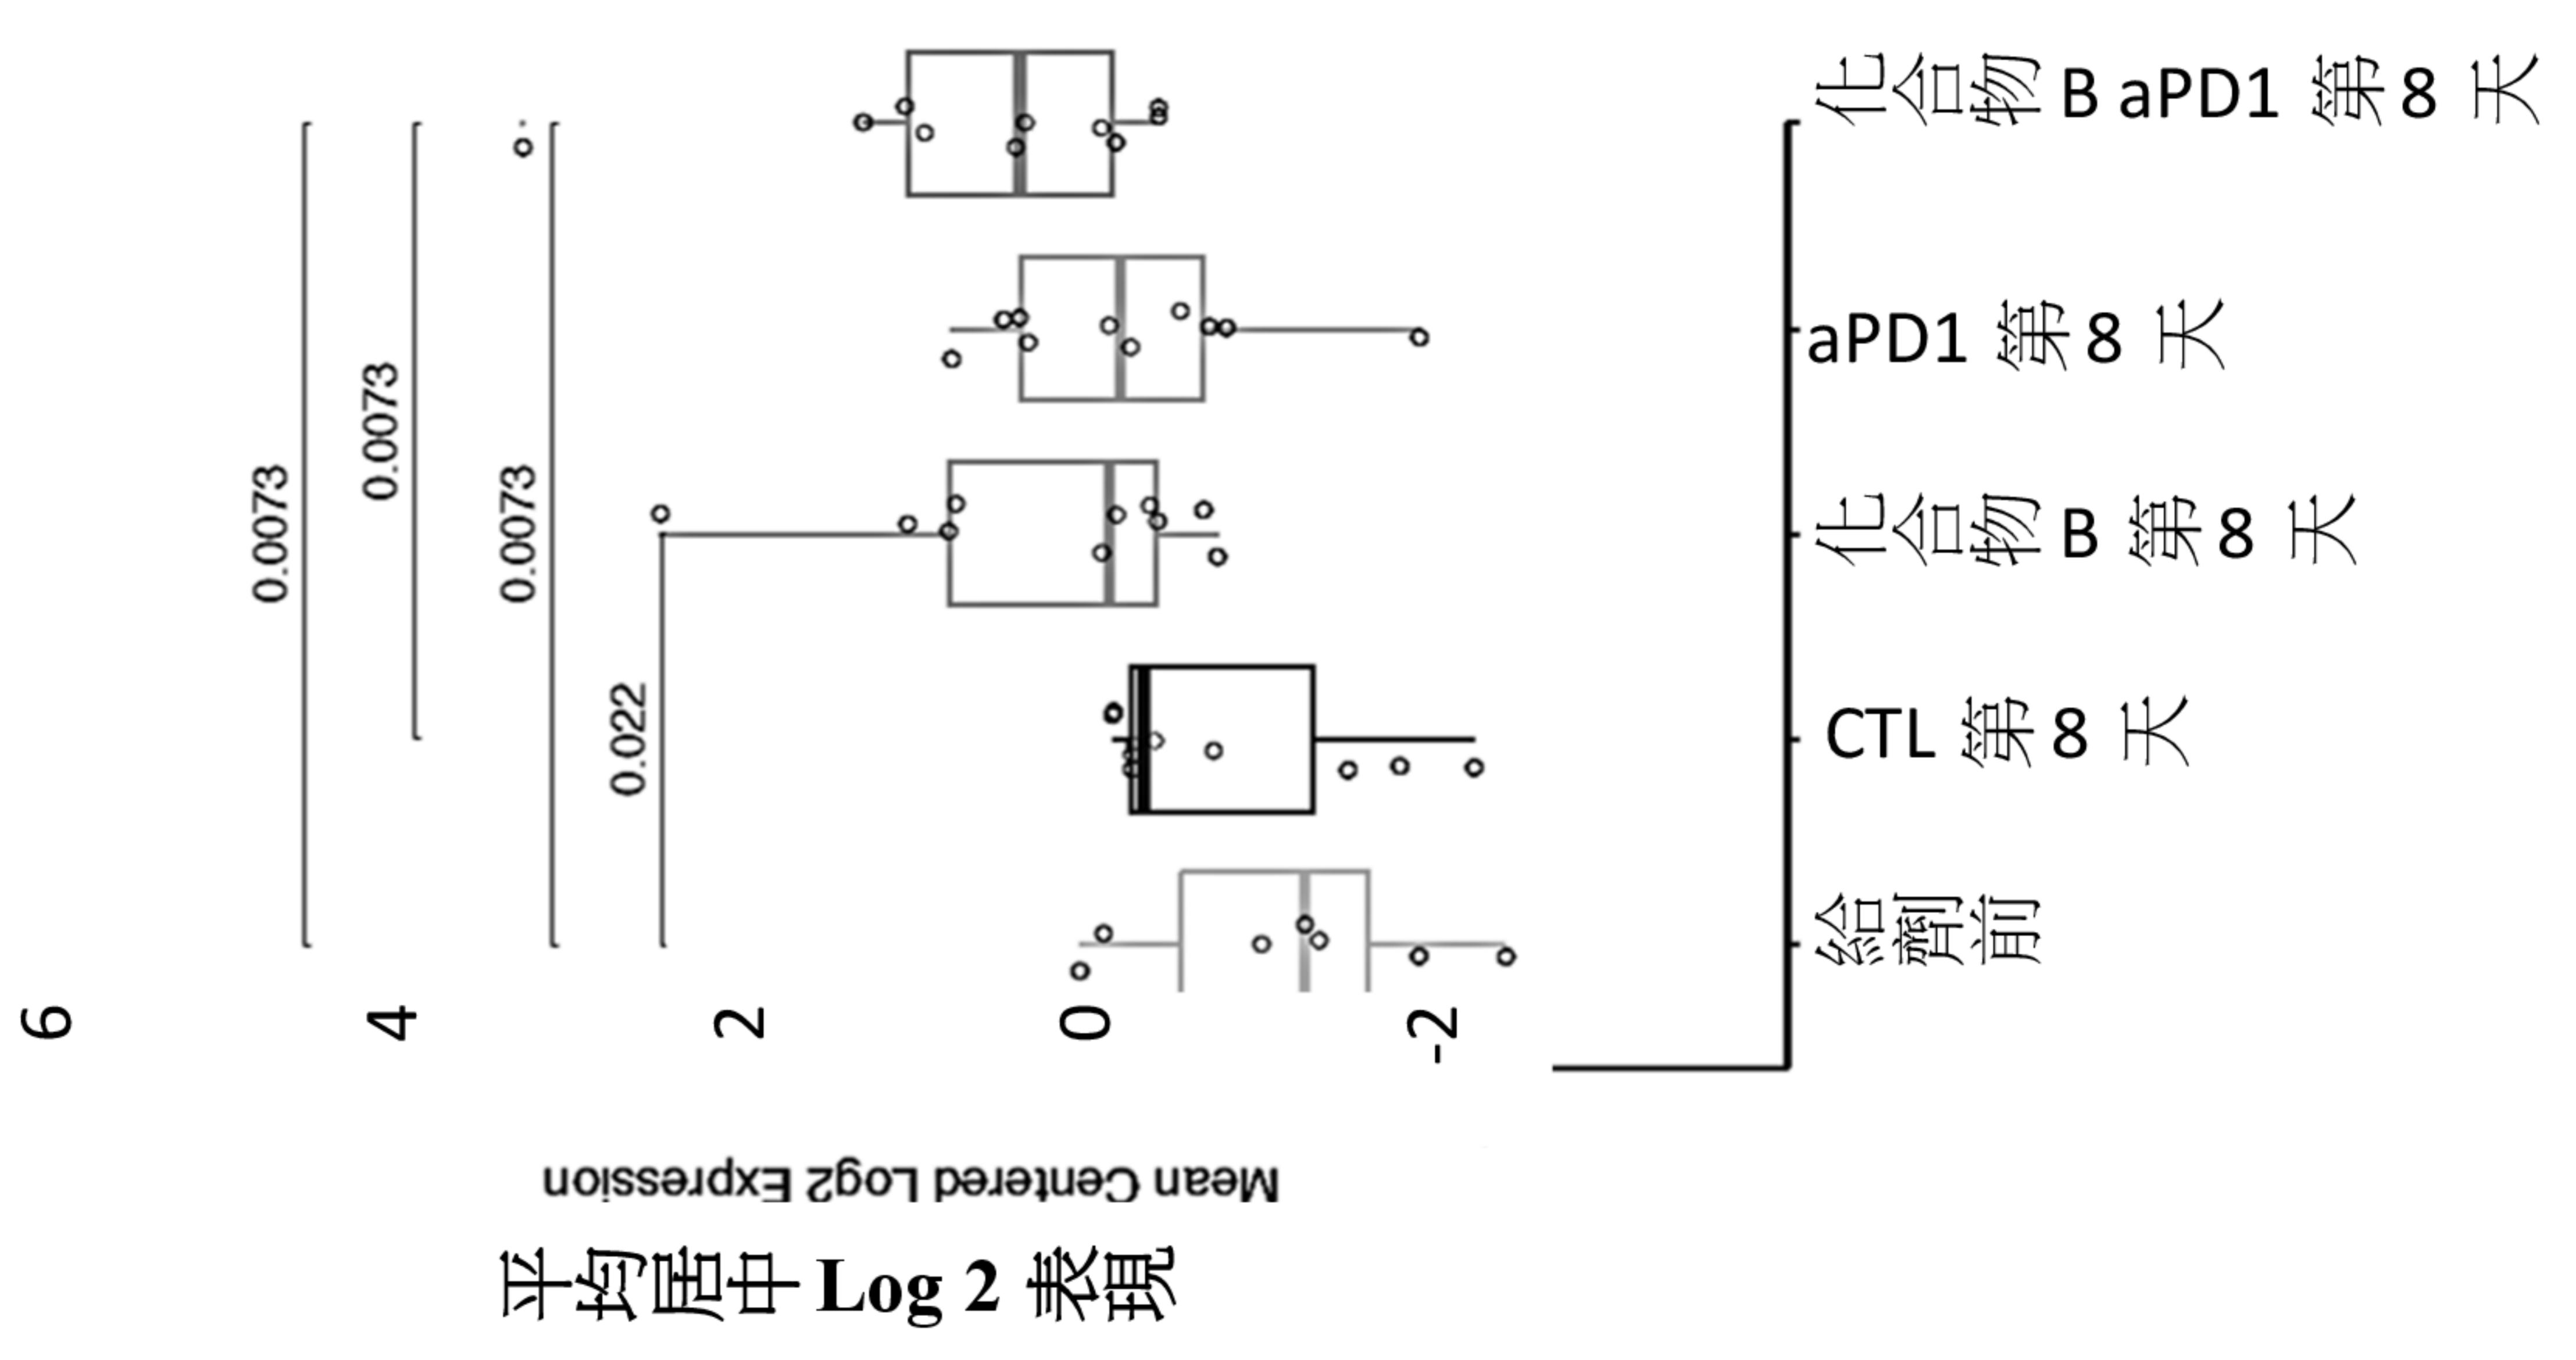 平均居中 Log 2 表現
Mean Centered Log2 Expression
6
4
2
0
-2
0.0073
0.0073
0.0073
0.022
給劑前
CTL 第 8 天
化合物 B 第 8 天
aPD1 第 8 天
化合物 B aPD1 第 8 天